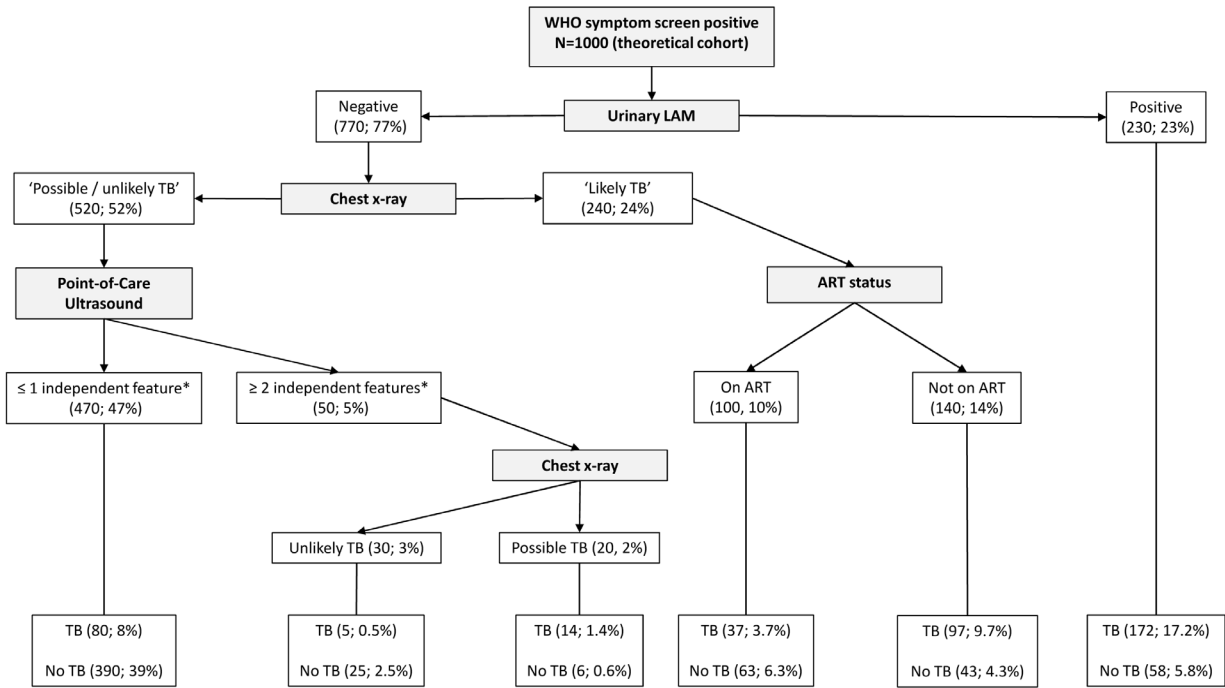 WHO symptom screen positive
N=1000 (theoretical cohort)
Negative
(770; 77%)
Urinary LAM
Positive
(230; 23%)
‘Possible / unlikely TB’
(520; 52%)
Chest x-ray
‘Likely TB’
(240; 24%)
Point-of-Care
Ultrasound
ART status
≤ 1 independent feature*
(470; 47%)
≥ 2 independent features*
(50; 5%)
On ART
(100, 10%)
Not on ART
(140; 14%)
Chest x-ray
Unlikely TB (30; 3%)
Possible TB (20, 2%)
TB (80; 8%)
No TB (390; 39%)
TB (5; 0.5%)
No TB (25; 2.5%)
TB (14; 1.4%)
No TB (6; 0.6%)
TB (37; 3.7%)
No TB (63; 6.3%)
TB (97; 9.7%)
No TB (43; 4.3%)
TB (172; 17.2%)
No TB (58; 5.8%)